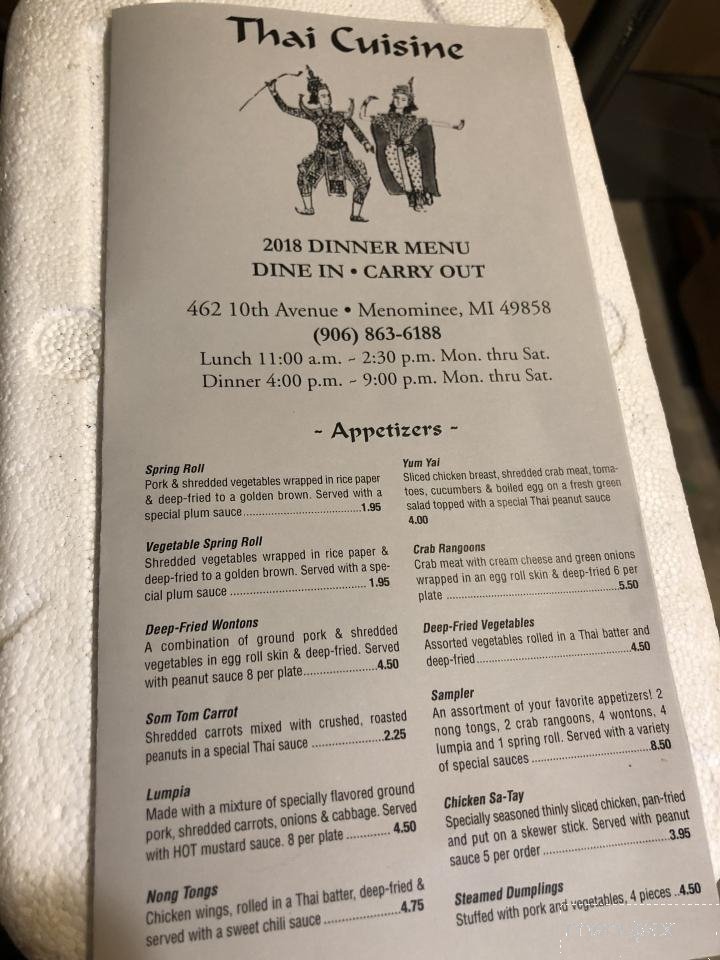 Thai Cuisine
2018 DINNER MENU
DINE IN • CARRY OUT
462 10th Avenue • Menominee, MI 49858
(906) 863-6188
Lunch 11:00 a.m. ~ 2:30 p.m. Mon. thru Sat.
Dinner 4:00 p.m. ~ 9:00 p.m. Mon. thru Sat.
~ Appetizers ~
Spring Roll
Pork & shredded vegetables wrapped in rice paper
& deep-fried to a golden brown. Served with a
special plum sauce....................................1.95
Vegetable Spring Roll
Shredded vegetables wrapped in rice paper &
deep-fried to a golden brown. Served with a spe-
cial plum sauce ................................................ 1.95
Deep-Fried Wontons
A combination of ground pork & shredded
vegetables in egg roll skin & deep-fried. Served
with peanut sauce 8 per plate......................4.50
Som Tom Carrot
Shredded carrots mixed with crushed, roasted
peanuts in a special Thai sauce .....................2.25
Lumpia
Made with a mixture of specially flavored ground
pork, shredded carrots, onions & cabbage. Served
with HOT mustard sauce. 8 per plate ............. 4.50
Nong Tongs
Chicken wings, rolled in a Thai batter, deep-fried &
served with a sweet chili sauce .......................4.75
Yum Yai
Sliced chicken breast, shredded crab meat, toma-
toes, cucumbers & boiled egg on a fresh green
salad topped with a special Thai peanut sauce
4.00
Crab Rangoons
Crab meat with cream cheese and green onions
wrapped in an egg roll skin & deep-fried 6 per
plate ....................................................5.50
Deep-Fried Vegetables
Assorted vegetables rolled in a Thai batter and
deep-fried..............................................4.50
Sampler
An assortment of your favorite appetizers! 2
nong tongs, 2 crab rangoons, 4 wontons, 4
lumpia and 1 spring roll. Served with a variety
of special sauces ...................................8.50
Chicken Sa-Tay
Specially seasoned thinly sliced chicken, pan-fried
and put on a skewer stick. Served with peanut
sauce 5 per order .....................................3.95
Steamed Dumplings
Stuffed with pork and vegetables, 4 pieces ..4.50